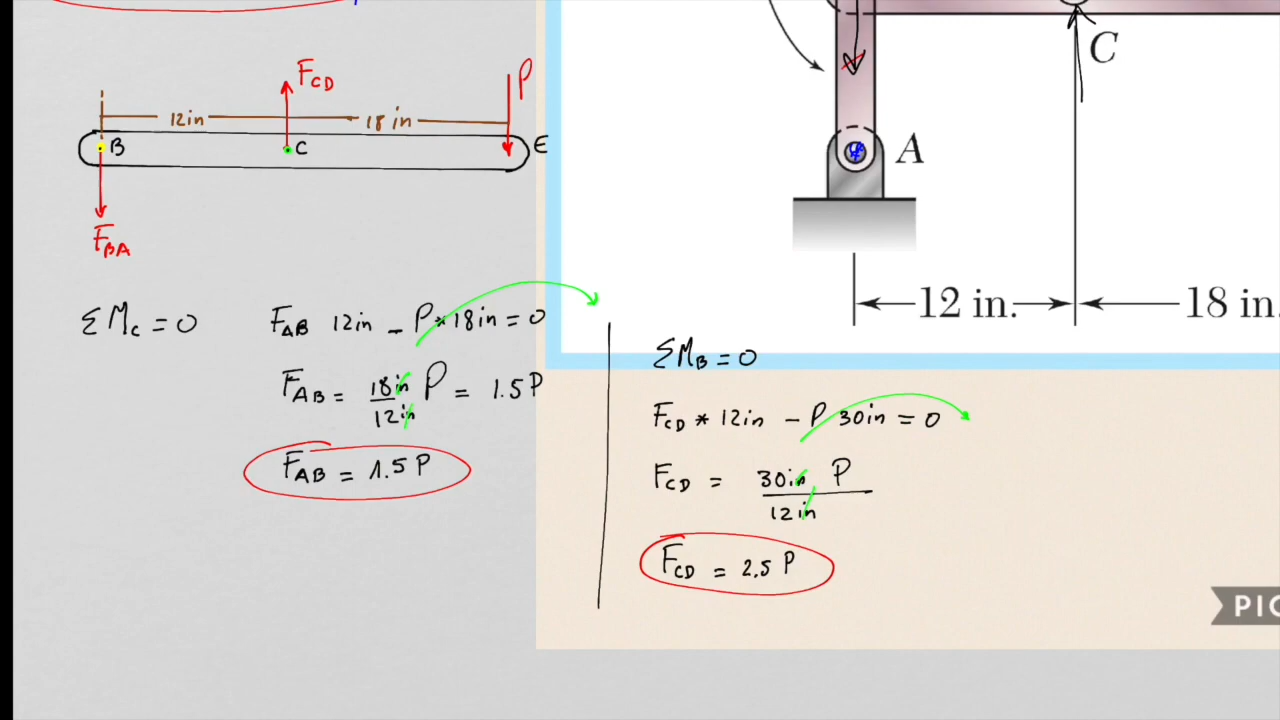 F_CD
P
12in
18 in
B
C
E
F_BA
ΣM_C = 0
F_AB 12in - P*18in = 0
F_AB = 18in/12in P = 1.5P
F_AB = 1.5P
ΣM_B = 0
F_CD * 12in - P 30in = 0
F_CD = 30in P/12in
F_CD = 2.5 P
C
A
12 in.
18 in.
PIC